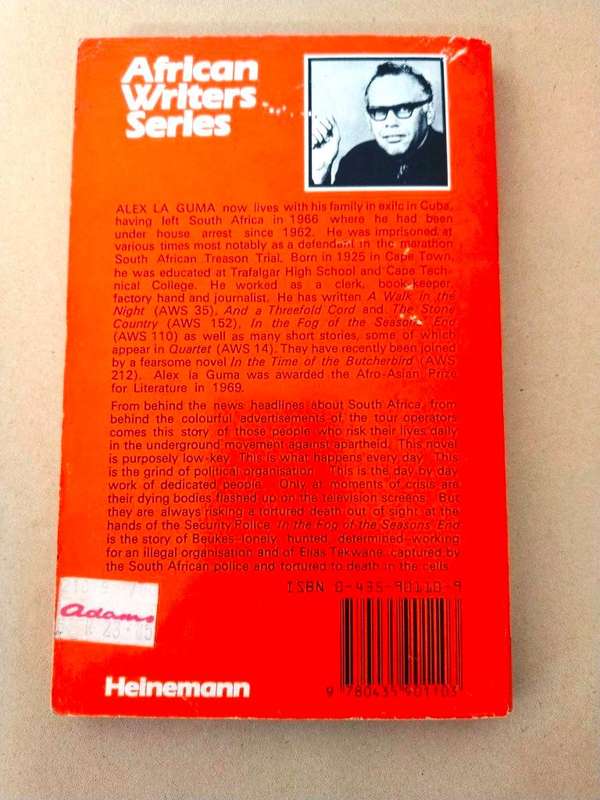 African
Writers
Series
ALEX LA GUMA now lives with his family in exile in Cuba,
having left South Africa in 1966 where he had been
under house arrest since 1962. He was imprisoned at
various times most notably as a defendant in the marathon
South African Treason Trial. Born in 1925 in Cape Town,
he was educated at Trafalgar High School and Cape Tech-
nical College. He worked as a clerk, book-keeper,
factory hand and journalist. He has written A Walk in the
Night (AWS 35), And a Threefold Cord and The Stone
Country (AWS 152), In the Fog of the Seasons' End
(AWS 110) as well as many short stories, some of which
appear in Quartet (AWS 14). They have recently been joined
by a fearsome novel In the Time of the Butcherbird (AWS
212). Alex la Guma was awarded the Afro-Asian Prize
for Literature in 1969.
From behind the news headlines about South Africa, from
behind the colourful advertisements of the tour operators
comes this story of those people who risk their lives daily
in the underground movement against apartheid. This novel
is purposely low-key. This is what happens every day. This
is the grind of political organisation. This is the day by day
work of dedicated people. Only at moments of crisis are
their dying bodies flashed up on the television screens. But
they are always risking a tortured death out of sight at the
hands of the Security Police. In the Fog of the Seasons' End
is the story of Beukes–lonely, hunted, determined–working
for an illegal organisation and of Elias Tekwane, captured by
the South African police and tortured to death in the cells.
ISBN 0-435-90110-9
Adams
R 23.05
Heinemann
9 780435 901103